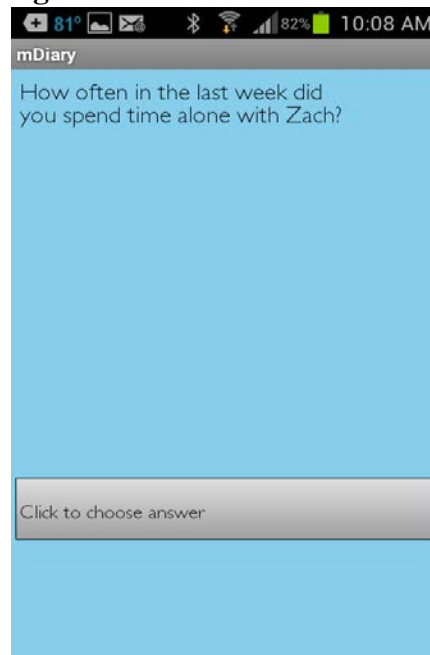 81° 82% 10:08 AM
mDiary
How often in the last week did
you spend time alone with Zach?
Click to choose answer